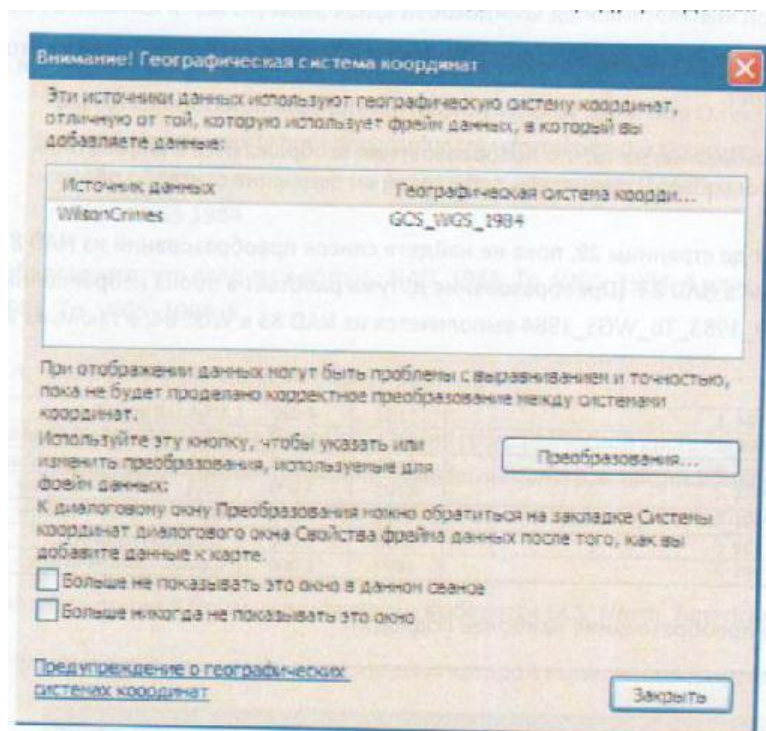 Внимание! Географическая система координат
Эти источники данных используют географическую систему координат,
отличную от той, которую использует фрейм данных, в который вы
добавляете данные:
Источник данных
Географическая система коорди...
WilsonCrimes
GCS_WGS_1984
При отображении данных могут быть проблемы с выравниванием и точностью,
пока не будет проделано корректное преобразование между системами
координат.
Используйте эту кнопку, чтобы указать или
изменить преобразования, используемые для
фрейм данных:
Преобразования...
К диалоговому окну Преобразования можно обратиться на закладке Системы
координат диалогового окна Свойства фрейма данных после того, как вы
добавите данные к карте.
Больше не показывать это окно в данном сеансе
Больше никогда не показывать это окно
Предупреждение о географических
системах координат
Закрыть